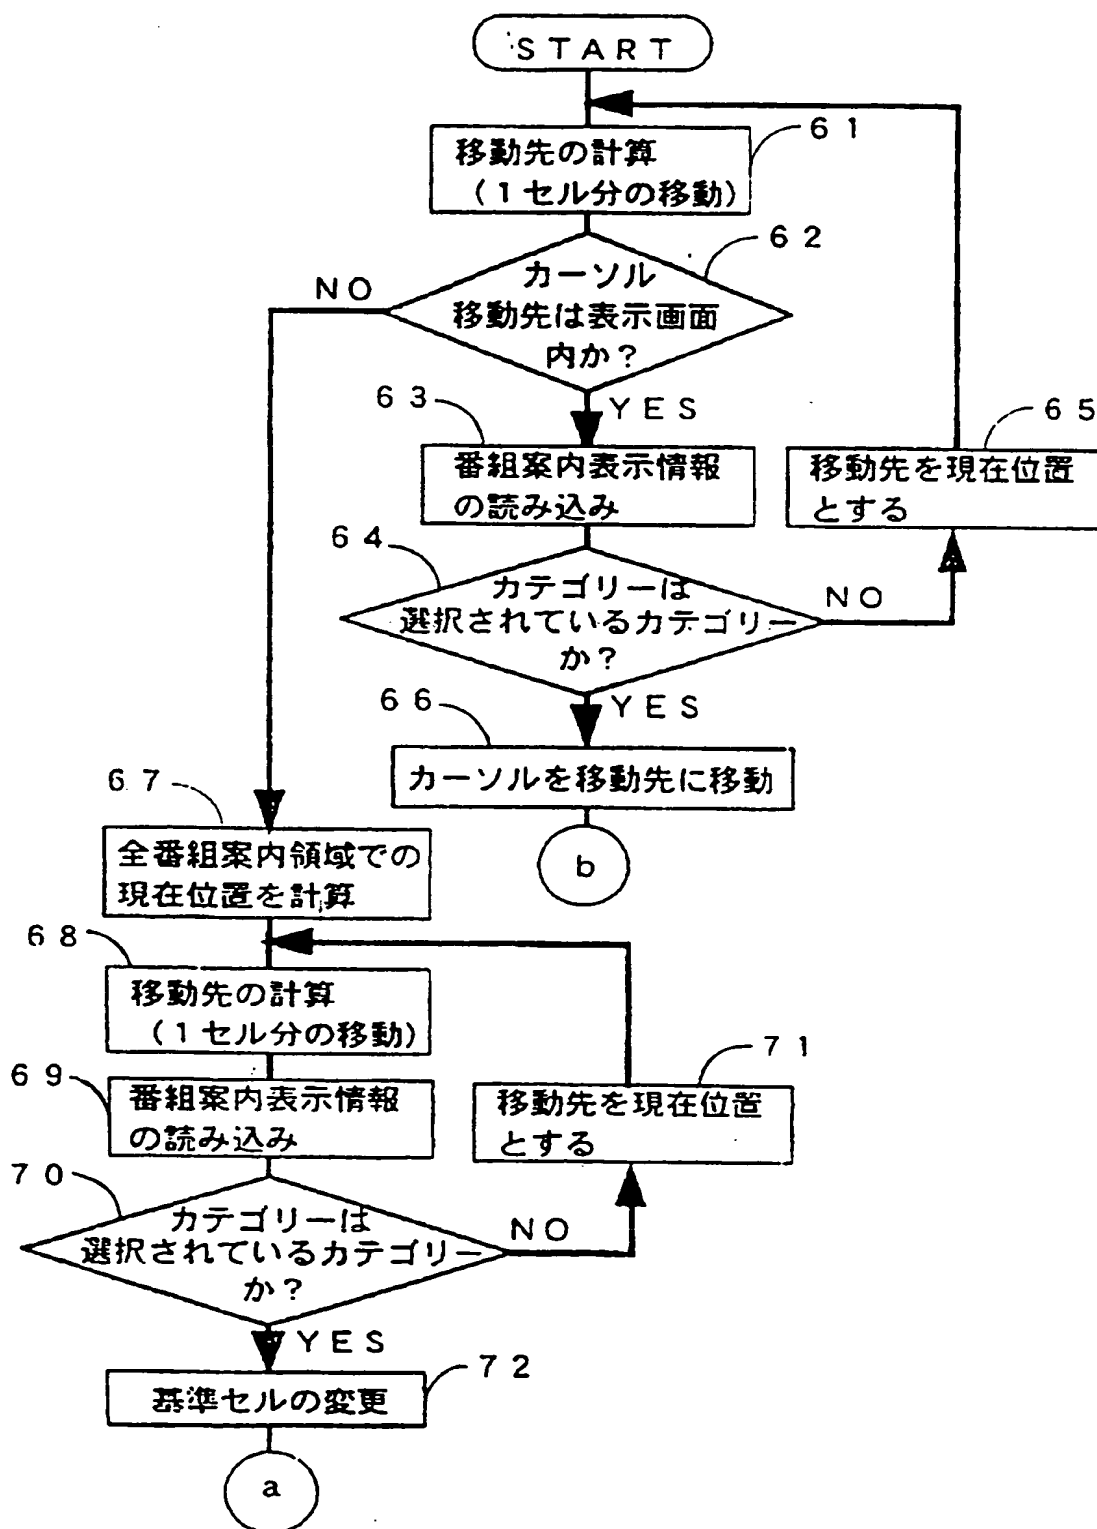 START
61
移動先の計算
(1セル分の移動)
62
カーソル
移動先は表示画面
内か?
NO
YES
63
番組案内表示情報
の読み込み
65
移動先を現在位置
とする
64
カテゴリーは
選択されているカテゴリー
か?
NO
YES
66
カーソルを移動先に移動
b
67
全番組案内領域での
現在位置を計算
68
移動先の計算
(1セル分の移動)
69
番組案内表示情報
の読み込み
71
移動先を現在位置
とする
70
カテゴリーは
選択されているカテゴリー
か?
NO
YES
72
基準セルの変更
a